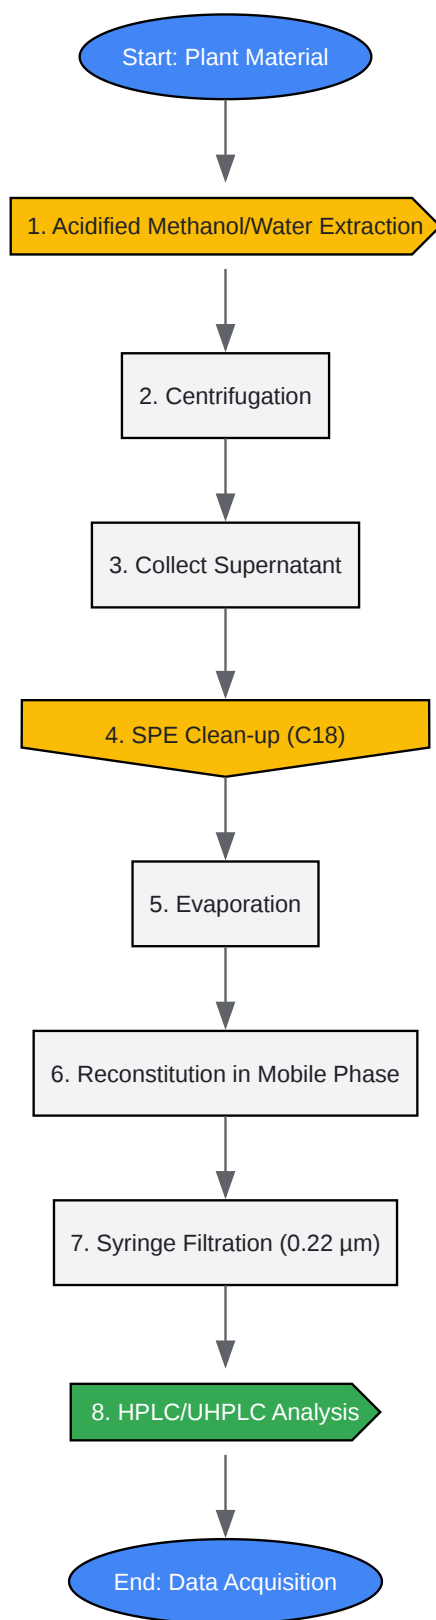 Start: Plant Material
1. Acidified Methanol/Water Extraction
2. Centrifugation
3. Collect Supernatant
4. SPE Clean-up (C18)
5. Evaporation
6. Reconstitution in Mobile Phase
7. Syringe Filtration (0.22 µm)
8. HPLC/UHPLC Analysis
End: Data Acquisition